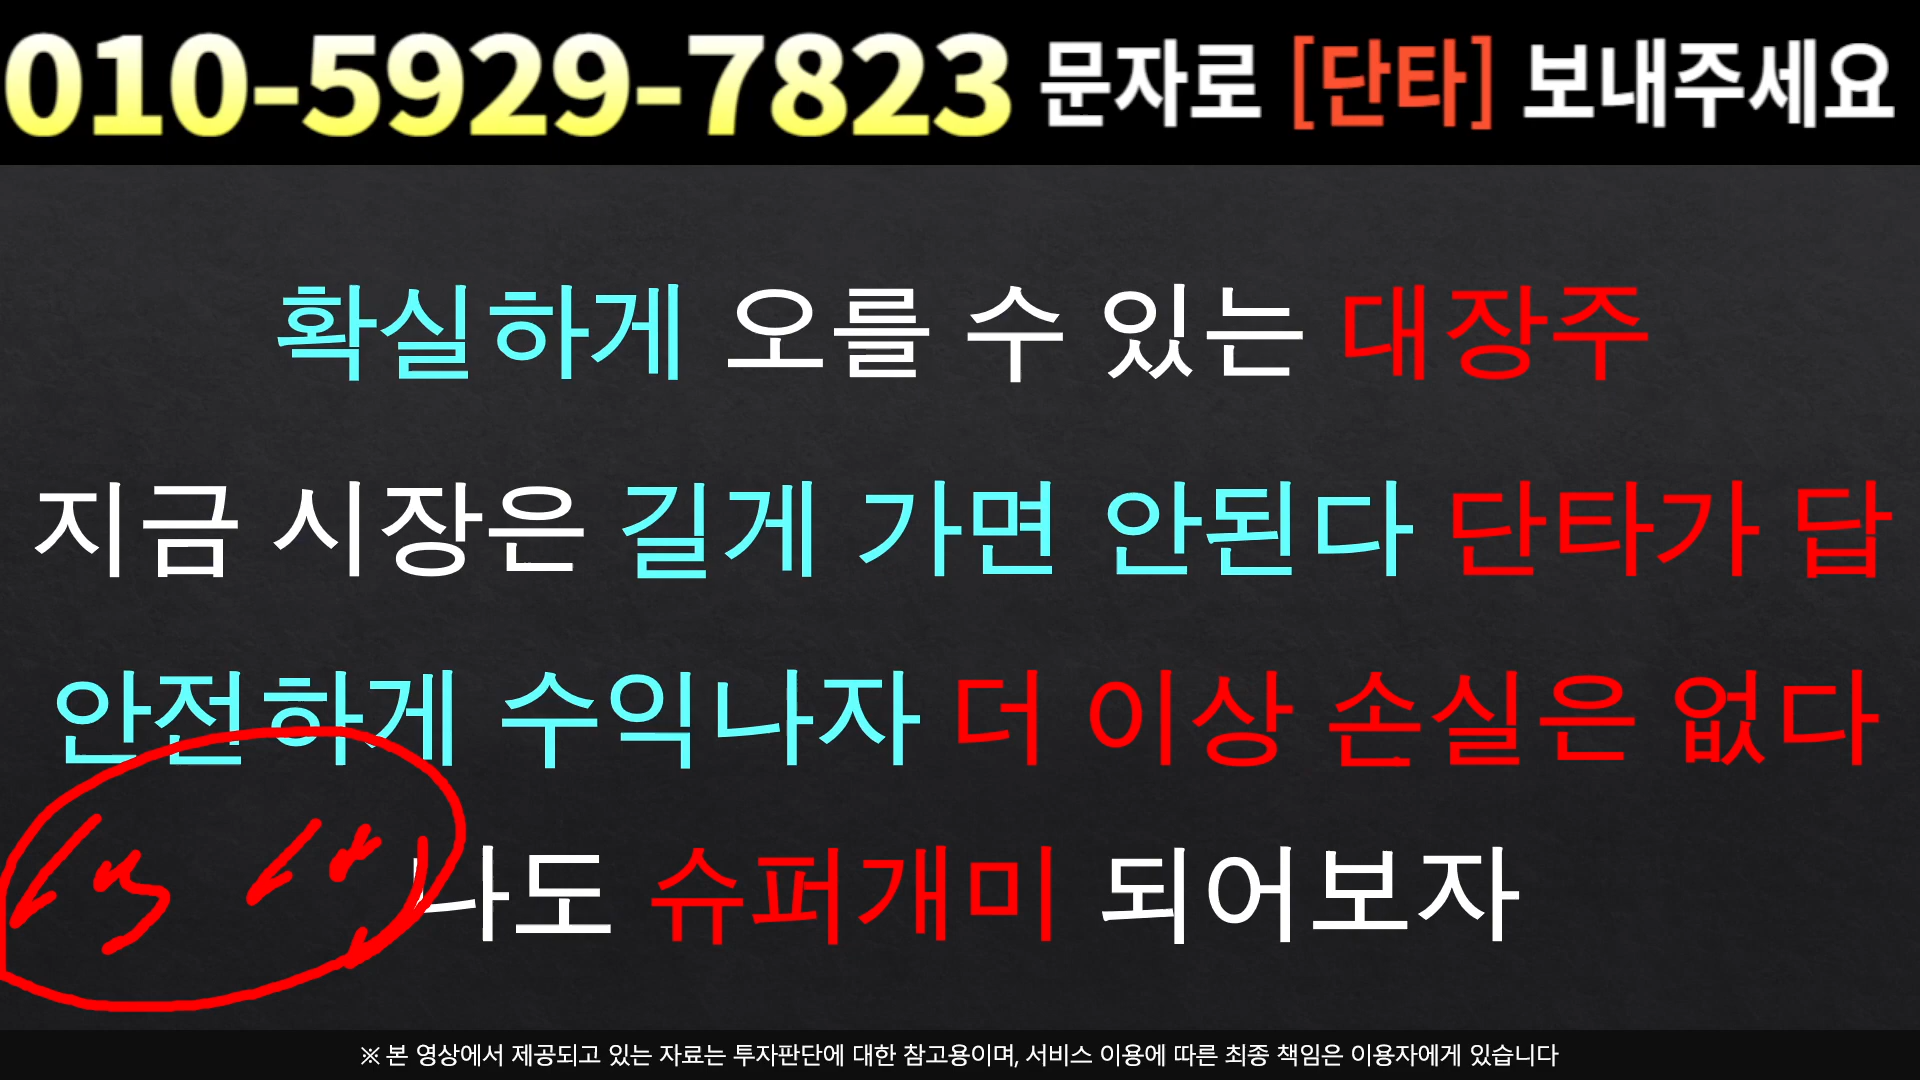 010-5929-7823 문자로 [단타] 보내주세요
확실하게 오를 수 있는 대장주
지금 시장은 길게 가면 안된다 단타가 답
안전하게 수익나자 더 이상 손실은 없다
나도 슈퍼개미 되어보자
※ 본 영상에서 제공되고 있는 자료는 투자판단에 대한 참고용이며, 서비스 이용에 따른 최종 책임은 이용자에게 있습니다